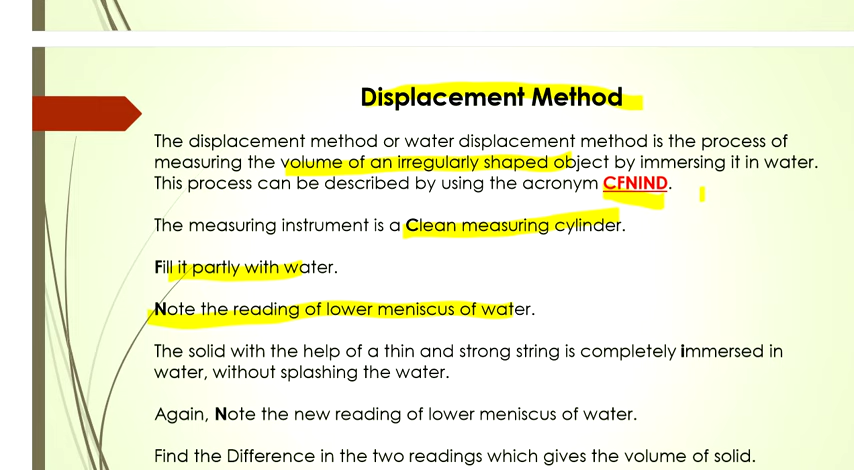 Displacement Method
The displacement method or water displacement method is the process of
measuring the volume of an irregularly shaped object by immersing it in water.
This process can be described by using the acronym CFNIND.
The measuring instrument is a Clean measuring cylinder.
Fill it partly with water.
Note the reading of lower meniscus of water.
The solid with the help of a thin and strong string is completely immersed in
water, without splashing the water.
Again, Note the new reading of lower meniscus of water.
Find the Difference in the two readings which gives the volume of solid.